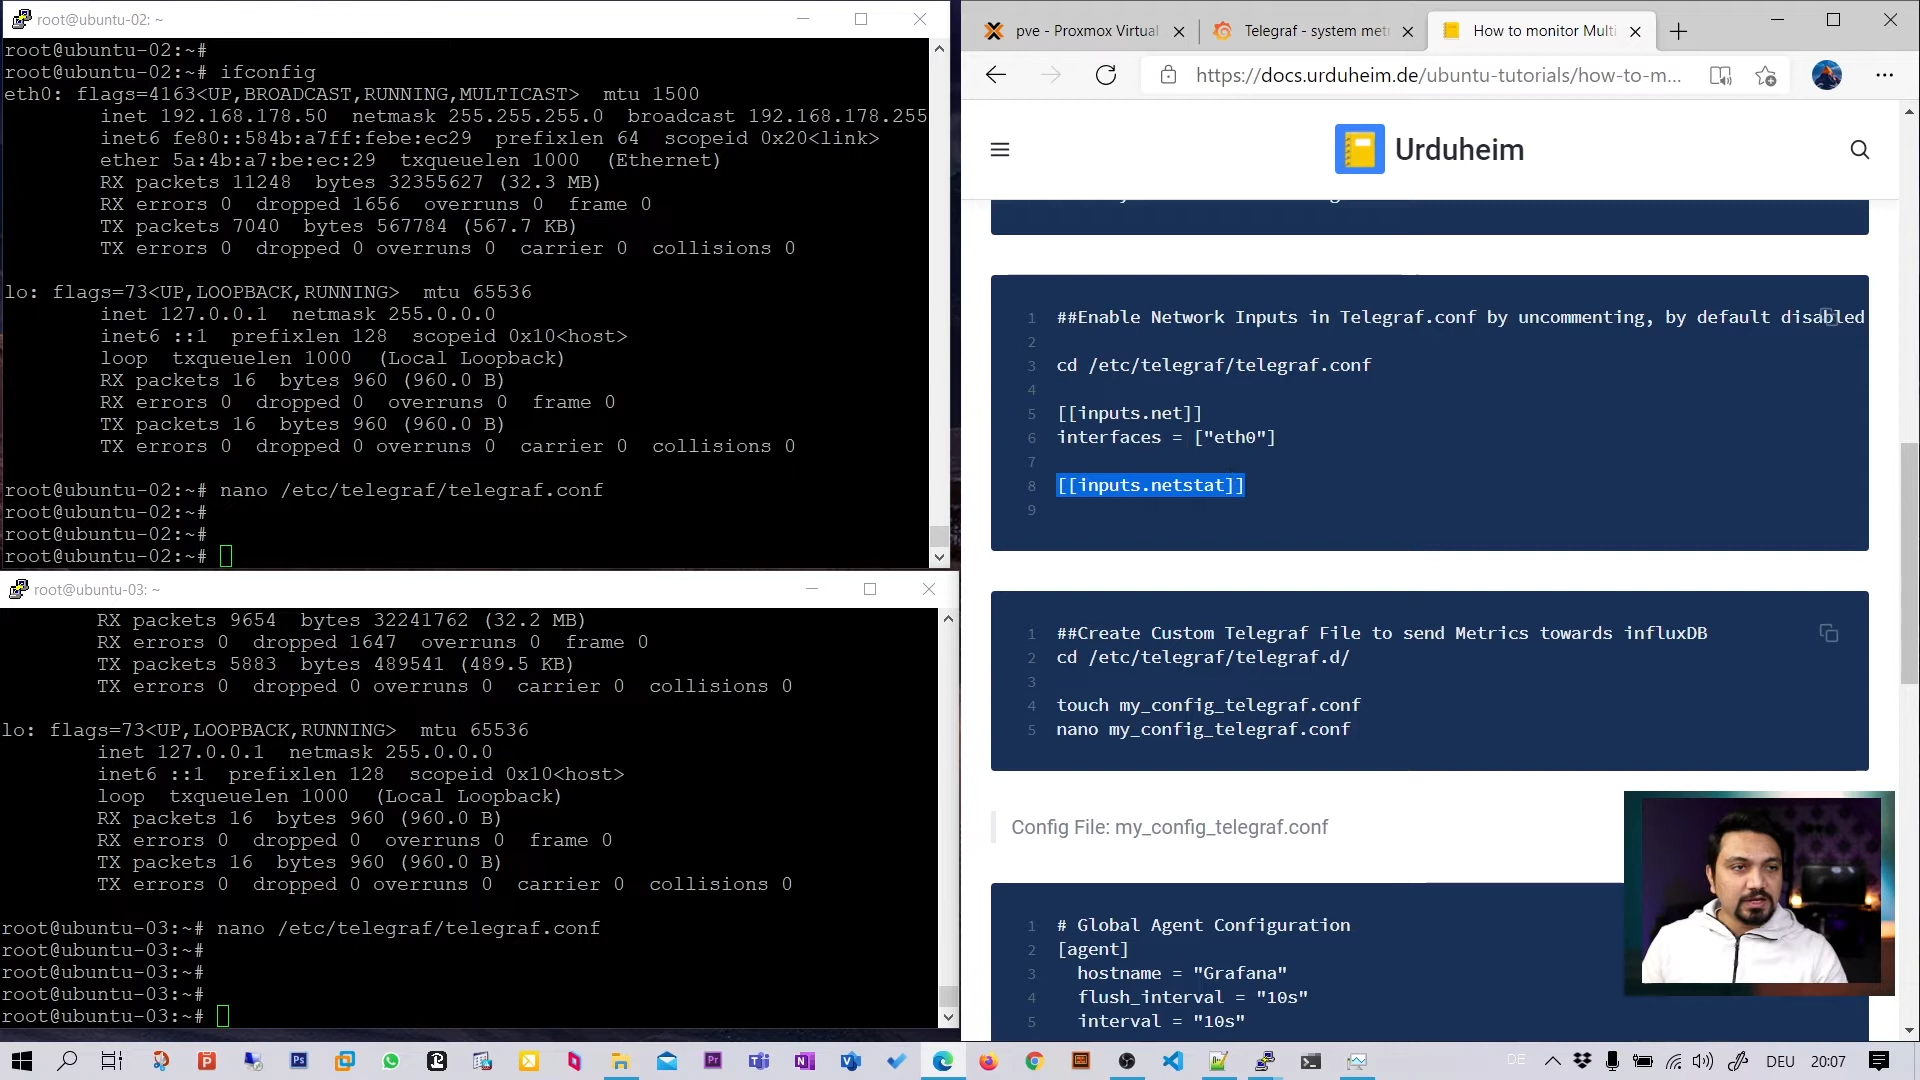 root@ubuntu-02: ~
root@ubuntu-02:~#
root@ubuntu-02:~# ifconfig
eth0: flags=4163<UP,BROADCAST,RUNNING,MULTICAST>  mtu 1500
inet 192.168.178.50  netmask 255.255.255.0  broadcast 192.168.178.255
inet6 fe80::584b:a7ff:febe:ec29  prefixlen 64  scopeid 0x20<link>
ether 5a:4b:a7:be:ec:29  txqueuelen 1000  (Ethernet)
RX packets 11248  bytes 32355627 (32.3 MB)
RX errors 0  dropped 1656  overruns 0  frame 0
TX packets 7040  bytes 567784 (567.7 KB)
TX errors 0  dropped 0 overruns 0  carrier 0  collisions 0
lo: flags=73<UP,LOOPBACK,RUNNING>  mtu 65536
inet 127.0.0.1  netmask 255.0.0.0
inet6 ::1  prefixlen 128  scopeid 0x10<host>
loop  txqueuelen 1000  (Local Loopback)
RX packets 16  bytes 960 (960.0 B)
RX errors 0  dropped 0  overruns 0  frame 0
TX packets 16  bytes 960 (960.0 B)
TX errors 0  dropped 0 overruns 0  carrier 0  collisions 0
root@ubuntu-02:~# nano /etc/telegraf/telegraf.conf
root@ubuntu-02:~#
root@ubuntu-02:~#
root@ubuntu-02:~#
root@ubuntu-03: ~
RX packets 9654  bytes 32241762 (32.2 MB)
RX errors 0  dropped 1647  overruns 0  frame 0
TX packets 5883  bytes 489541 (489.5 KB)
TX errors 0  dropped 0 overruns 0  carrier 0  collisions 0
lo: flags=73<UP,LOOPBACK,RUNNING>  mtu 65536
inet 127.0.0.1  netmask 255.0.0.0
inet6 ::1  prefixlen 128  scopeid 0x10<host>
loop  txqueuelen 1000  (Local Loopback)
RX packets 16  bytes 960 (960.0 B)
RX errors 0  dropped 0  overruns 0  frame 0
TX packets 16  bytes 960 (960.0 B)
TX errors 0  dropped 0 overruns 0  carrier 0  collisions 0
root@ubuntu-03:~# nano /etc/telegraf/telegraf.conf
root@ubuntu-03:~#
root@ubuntu-03:~#
root@ubuntu-03:~#
root@ubuntu-03:~#
pve - Proxmox Virtual
Telegraf - system met
How to monitor Multi
https://docs.urduheim.de/ubuntu-tutorials/how-to-m...
Urduheim
1 ##Enable Network Inputs in Telegraf.conf by uncommenting, by default disabled
2
3 cd /etc/telegraf/telegraf.conf
4
5 [[inputs.net]]
6 interfaces = ["eth0"]
7
8 [[inputs.netstat]]
9
1 ##Create Custom Telegraf File to send Metrics towards influxDB
2 cd /etc/telegraf/telegraf.d/
3
4 touch my_config_telegraf.conf
5 nano my_config_telegraf.conf
Config File: my_config_telegraf.conf
1 # Global Agent Configuration
2 [agent]
3 hostname = "Grafana"
4 flush_interval = "10s"
5 interval = "10s"
DE
DEU
20:07